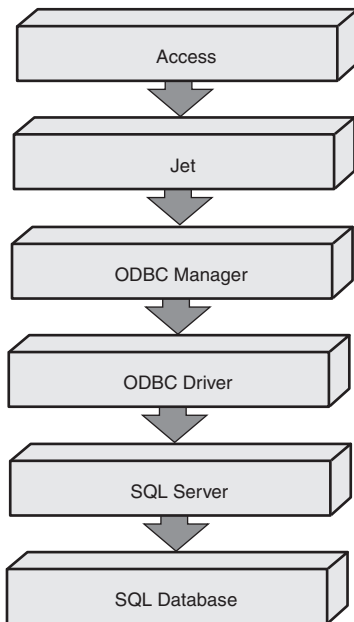 Access
Jet
ODBC Manager
ODBC Driver
SQL Server
SQL Database